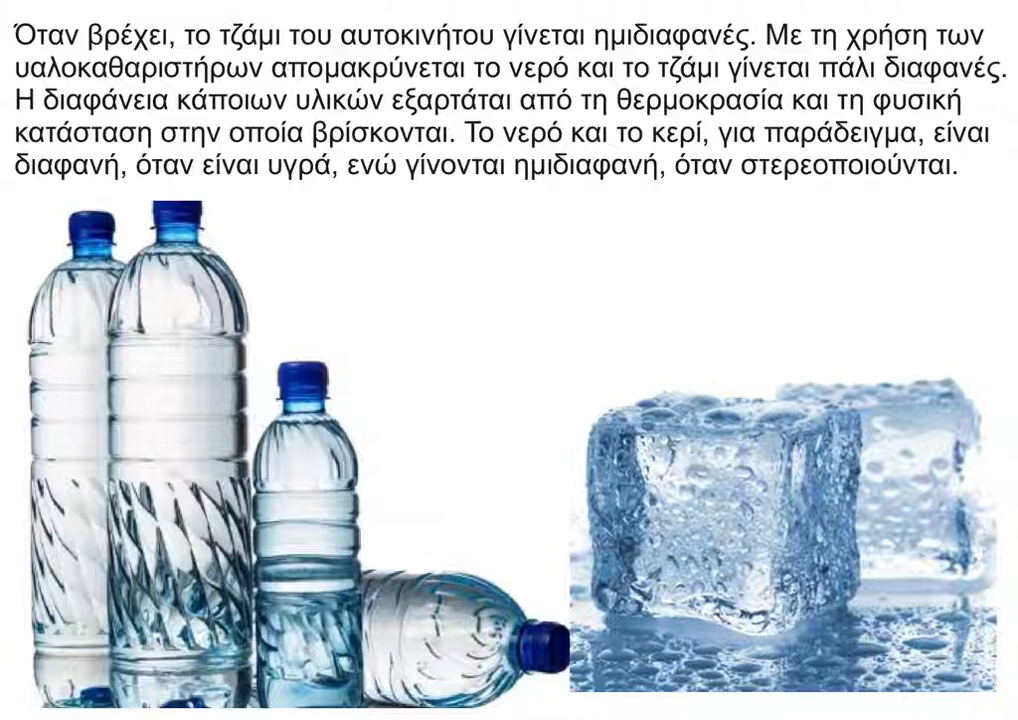 Όταν βρέχει, το τζάμι του αυτοκινήτου γίνεται ημιδιαφανές. Με τη χρήση των
υαλοκαθαριστήρων απομακρύνεται το νερό και το τζάμι γίνεται πάλι διαφανές.
Η διαφάνεια κάποιων υλικών εξαρτάται από τη θερμοκρασία και τη φυσική
κατάσταση στην οποία βρίσκονται. Το νερό και το κερί, για παράδειγμα, είναι
διαφανή, όταν είναι υγρά, ενώ γίνονται ημιδιαφανή, όταν στερεοποιούνται.